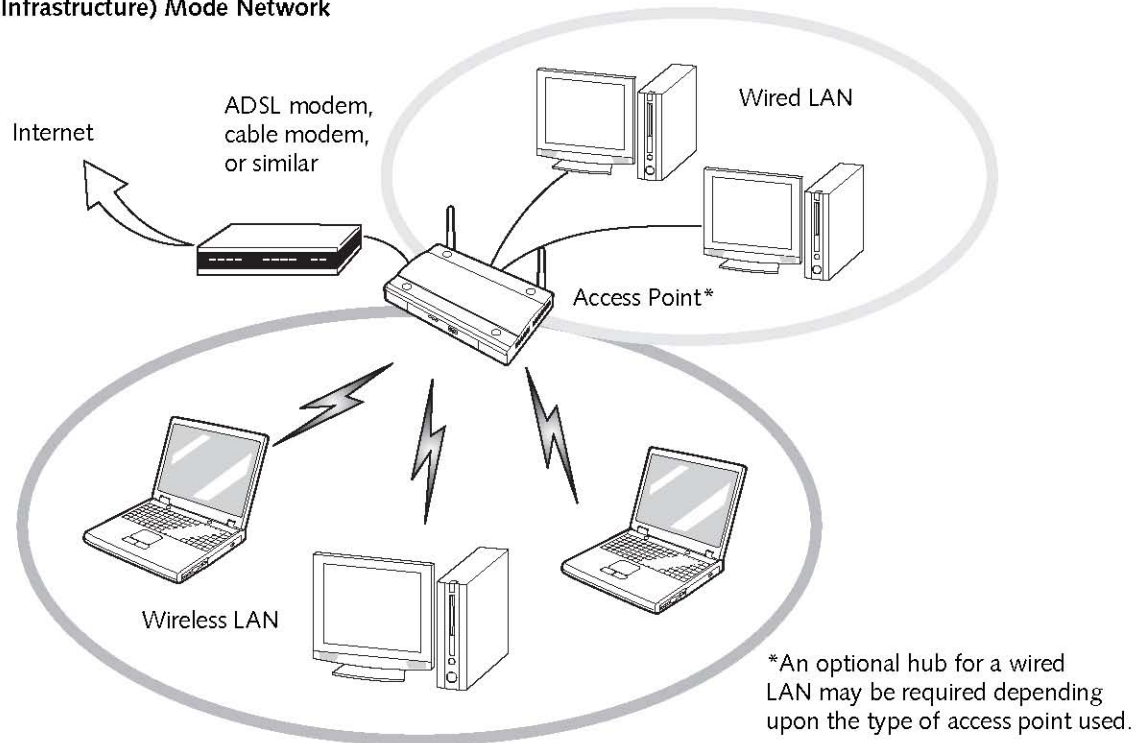 Infrastructure) Mode Network
Internet
ADSL modem,
cable modem,
or similar
Wired LAN
Access Point*
Wireless LAN
*An optional hub for a wired
LAN may be required depending
upon the type of access point used.